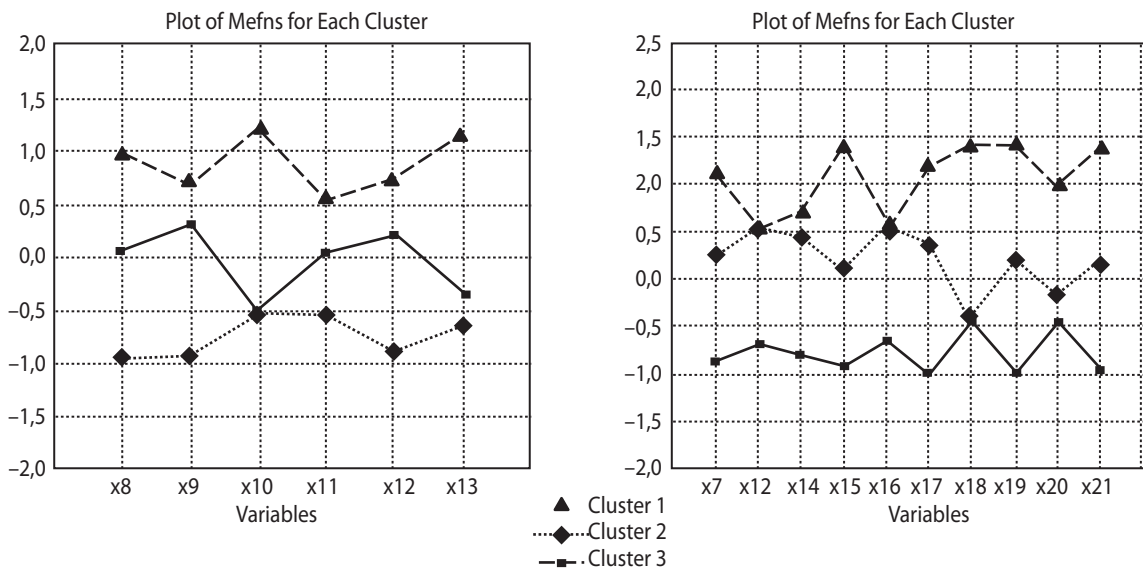 Plot of Mefns for Each Cluster
2,0
1,5
1,0
0,5
0,0
−0,5
−1,0
−1,5
−2,0
x8 x9 x10 x11 x12 x13
Variables
Plot of Mefns for Each Cluster
2,5
2,0
1,5
2,0
0,5
0,0
−0,5
−1,0
−1,5
−2,0
x7 x12 x14 x15 x16 x17 x18 x19 x20 x21
Variables
Cluster 1
Cluster 2
Cluster 3